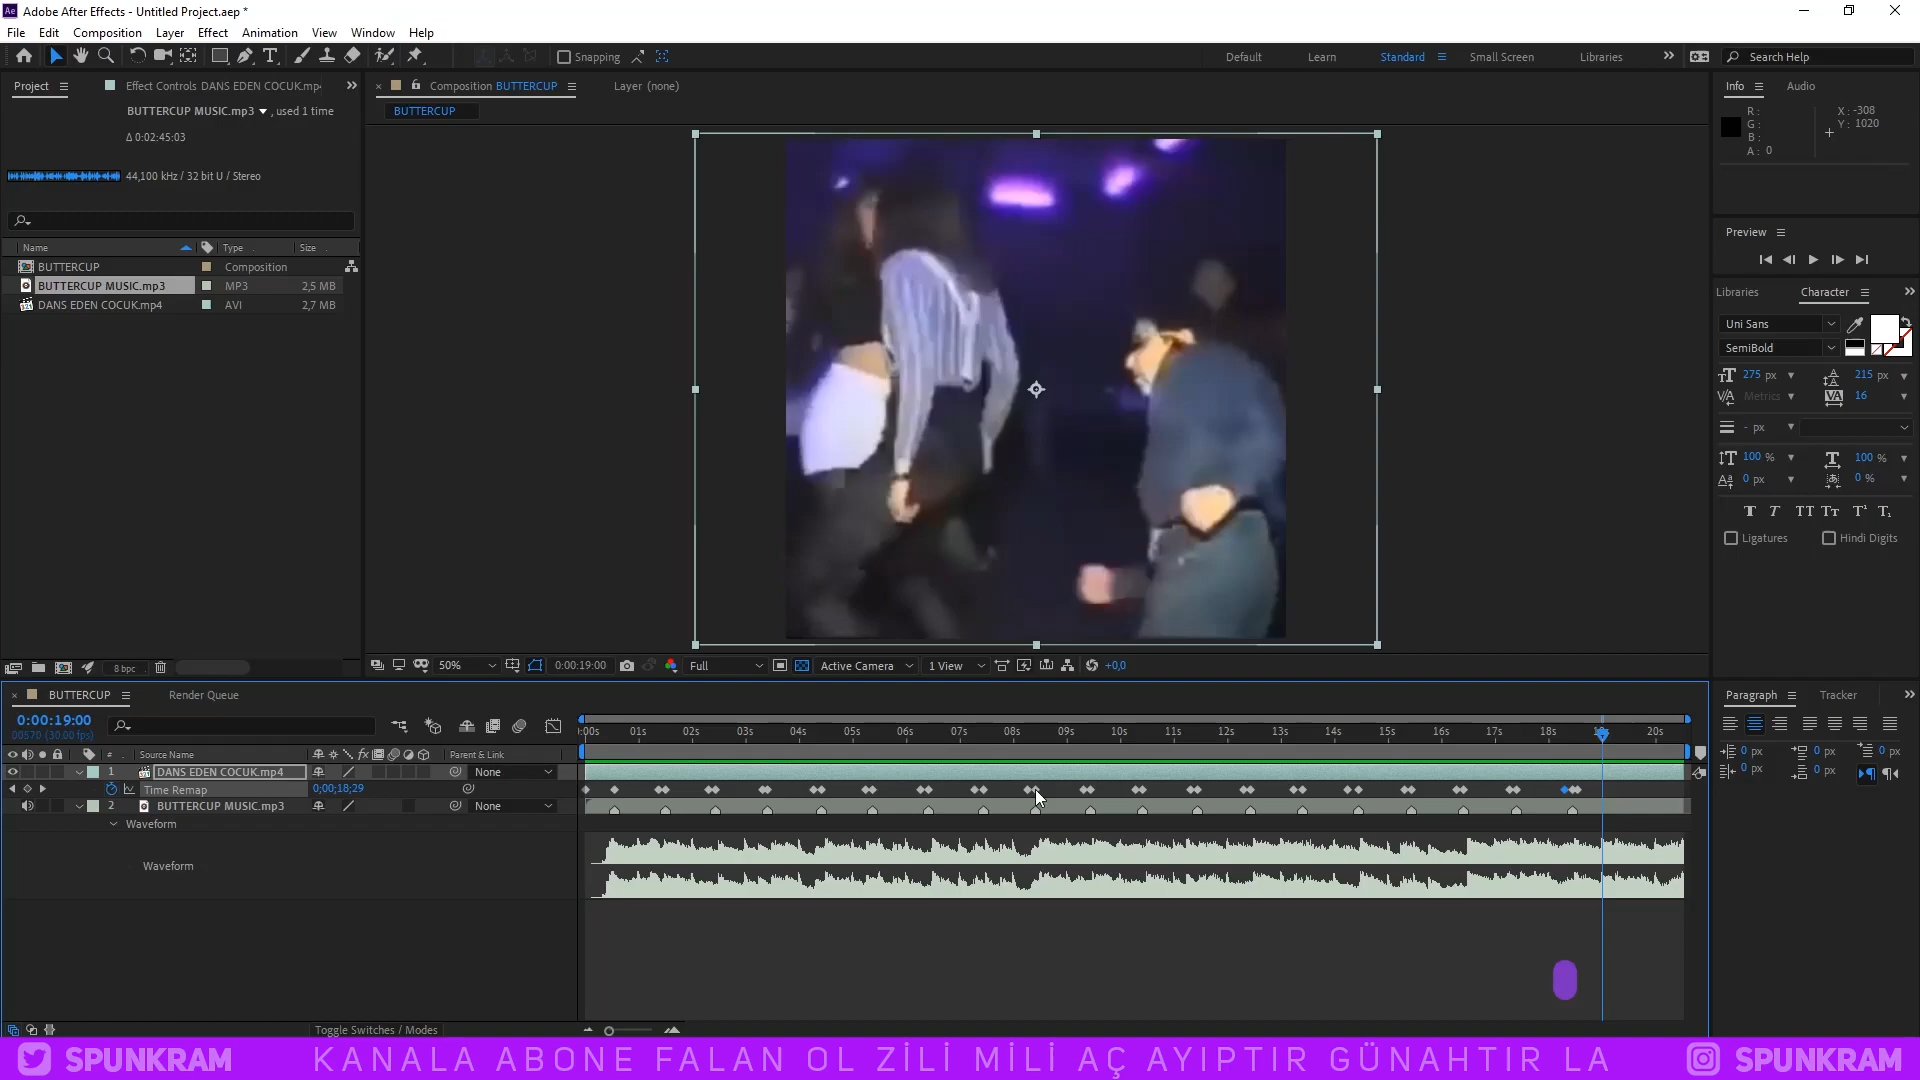 Adobe After Effects - Untitled Project.aep *
File Edit Composition Layer Effect Animation View Window Help
Snapping Default Learn Standard Small Screen Libraries Search Help
Project Effect Controls DANS EDEN COCUK.mp
BUTTERCUP MUSIC.mp3 , used 1 time
Δ 0:02:45:03
44,100 kHz / 32 bit U / Stereo
Name Type Size
BUTTERCUP Composition
BUTTERCUP MUSIC.mp3 MP3 2,5 MB
DANS EDEN COCUK.mp4 AVI 2,7 MB
8 bpc
Composition BUTTERCUP Layer (none)
BUTTERCUP
50% 0:00:19:00 Full Active Camera 1 View +0,0
Info Audio
R : X : -308
G : Y : 1020
B :
A : 0
Preview
Libraries Character
Uni Sans
SemiBold
275 px 215 px
Metrics 16
- px
100 % 100 %
0 px 0 %
Ligatures Hindi Digits
BUTTERCUP Render Queue
0:00:19:00
00570 (30.00 fps)
# Source Name Parent & Link
1 DANS EDEN COCUK.mp4 None
Time Remap 0;00;18;29
2 BUTTERCUP MUSIC.mp3 None
Waveform
Waveform
Toggle Switches / Modes
:00s 01s 02s 03s 04s 05s 06s 07s 08s 09s 10s 11s 12s 13s 14s 15s 16s 17s 18s 20s
Paragraph Tracker
0 px 0 px 0 px
0 px 0 px
SPUNKRAM KANALA ABONE FALAN OL ZİLİ MİLİ AÇ AYIPTIR GÜNAHTIR LA SPUNKRAM